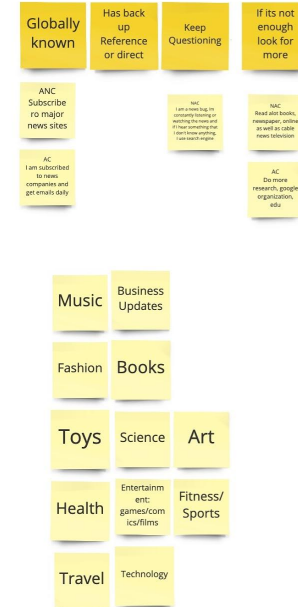 Globally
known
Has back
up
Reference
or direct
Keep
Questioning
If its not
enough
look for
more
ANC
Subscribe
ro major
news sites
NAC
I am a news bug, I'm
constantly listening or
watching the news and
if I hear something that
I don't know anything,
I use search engine
NAC
Read alot books,
newspaper, online
as well as cable
news television
AC
I am subscribed
to news
companies and
get emails daily
AC
Do more
research, google
organization,
edu
Music
Business
Updates
Fashion
Books
Toys
Science
Art
Health
Entertainm
ent:
games/com
ics/films
Fitness/
Sports
Travel
Technology